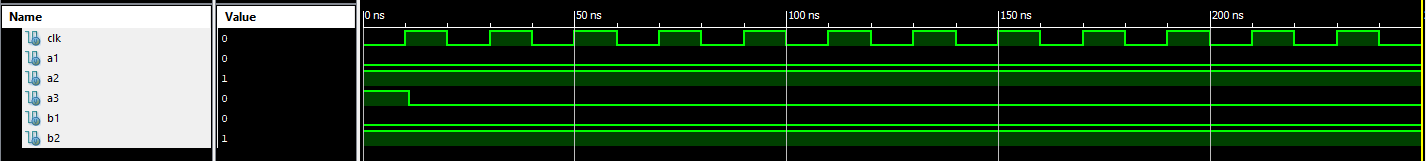 Name Value 0 ns 50 ns 100 ns 150 ns 200 ns
clk 0
a1 0
a2 1
a3 0
b1 0
b2 1